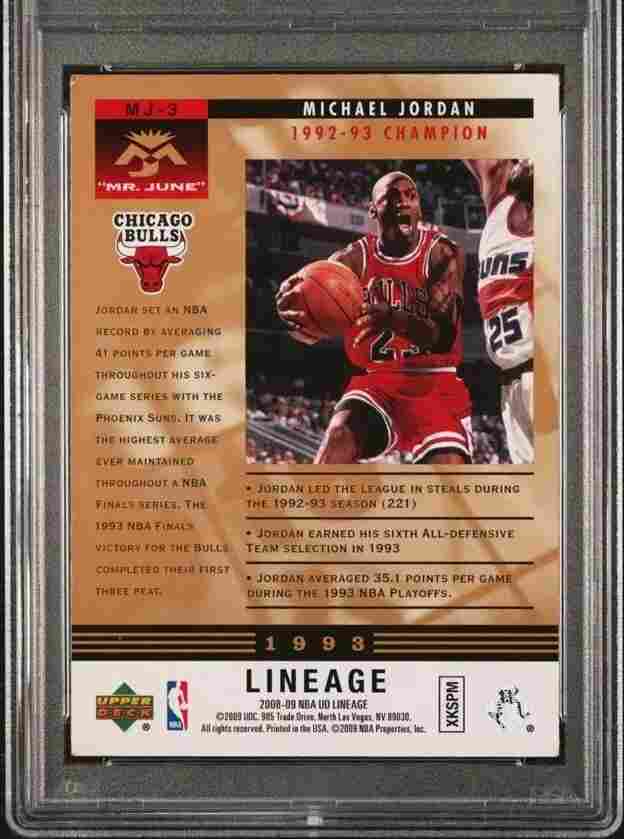 MJ-3
MICHAEL JORDAN
1992-93 CHAMPION
"MR. JUNE"
CHICAGO
BULLS
JORDAN SET AN NBA
RECORD BY AVERAGING
41 POINTS PER GAME
THROUGHOUT HIS SIX-
GAME SERIES WITH THE
PHOENIX SUNS. IT WAS
THE HIGHEST AVERAGE
EVER MAINTAINED
THROUGHOUT A NBA
FINALS SERIES. THE
1993 NBA FINALS
VICTORY FOR THE BULLS
COMPLETED THEIR FIRST
THREE PEAT.
UNS
25
• JORDAN LED THE LEAGUE IN STEALS DURING
THE 1992-93 SEASON (221)
• JORDAN EARNED HIS SIXTH ALL-DEFENSIVE
TEAM SELECTION IN 1993
• JORDAN AVERAGED 35.1 POINTS PER GAME
DURING THE 1993 NBA PLAYOFFS.
1993
LINEAGE
UPPER
DECK
®
NBA
2008-09 NBA UD LINEAGE
©2009 UDC. 985 Trade Drive, North Las Vegas, NV 89030.
All rights reserved. Printed in the USA. ©2009 NBA Properties, Inc.
XKSPM
®